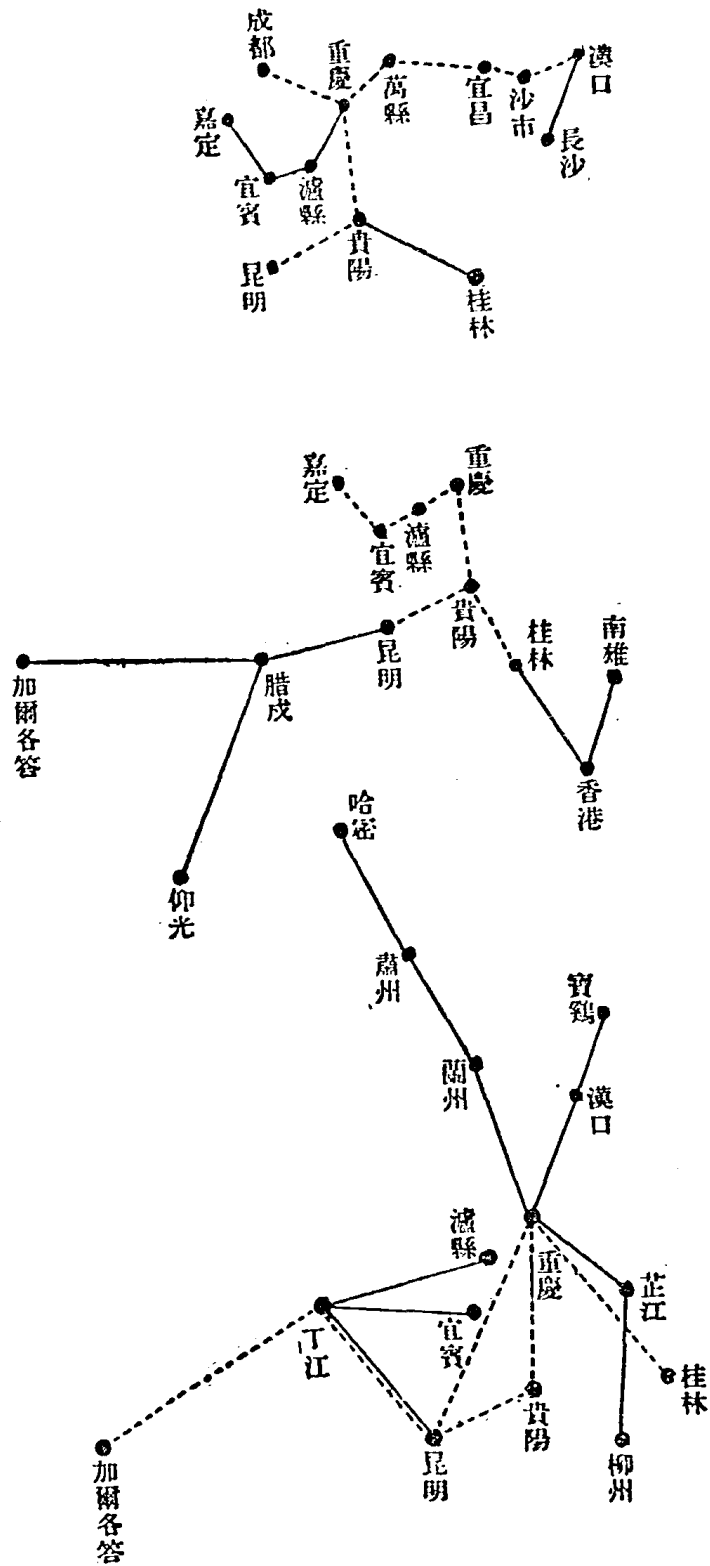 成都
重慶
萬縣
宜昌
沙市
漢口
長沙
嘉定
宜賓
瀘縣
貴陽
昆明
桂林
嘉定
宜賓
瀘縣
重慶
貴陽
昆明
桂林
南雄
香港
臘戍
加爾各答
仰光
哈密
肅州
蘭州
寶鷄
漢口
重慶
瀘縣
宜賓
丁江
芷江
桂林
貴陽
昆明
柳州
加爾各答